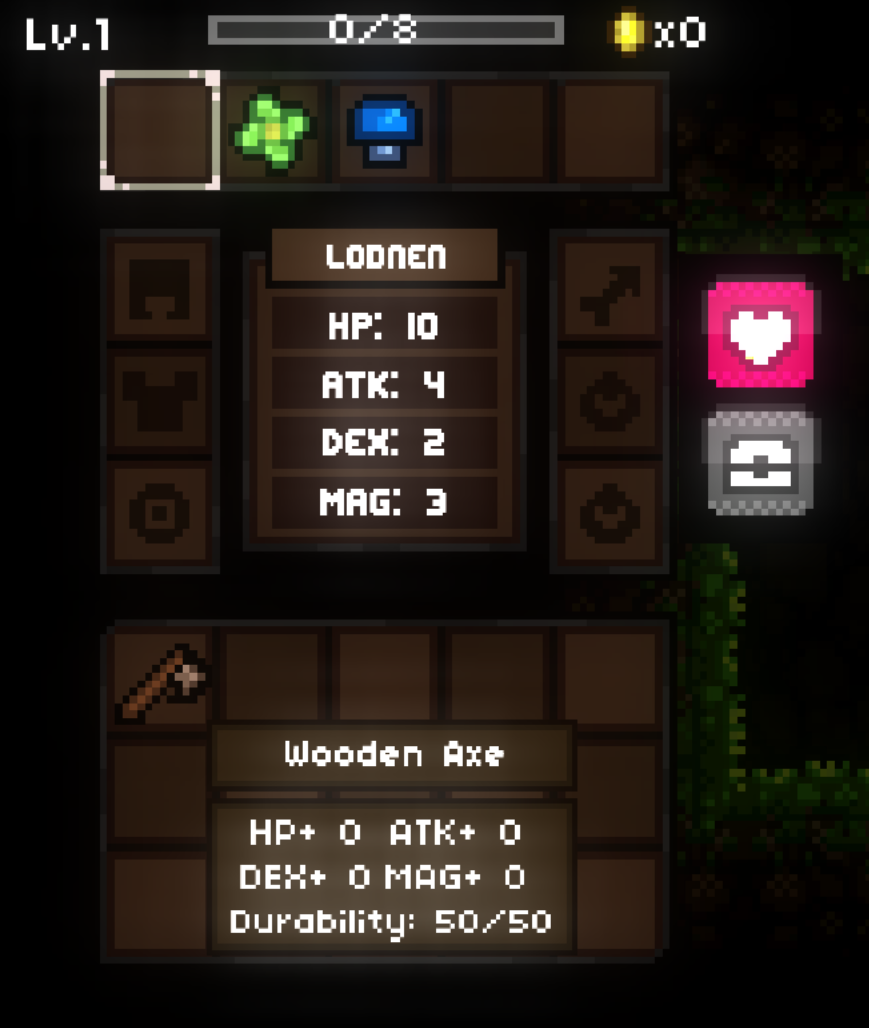 Lv.1
0/8
x0
LODNEN
HP: 10
ATK: 4
DEX: 2
MAG: 3
Wooden Axe
HP+ 0 ATK+ 0
DEX+ 0 MAG+ 0
Durability: 50/50